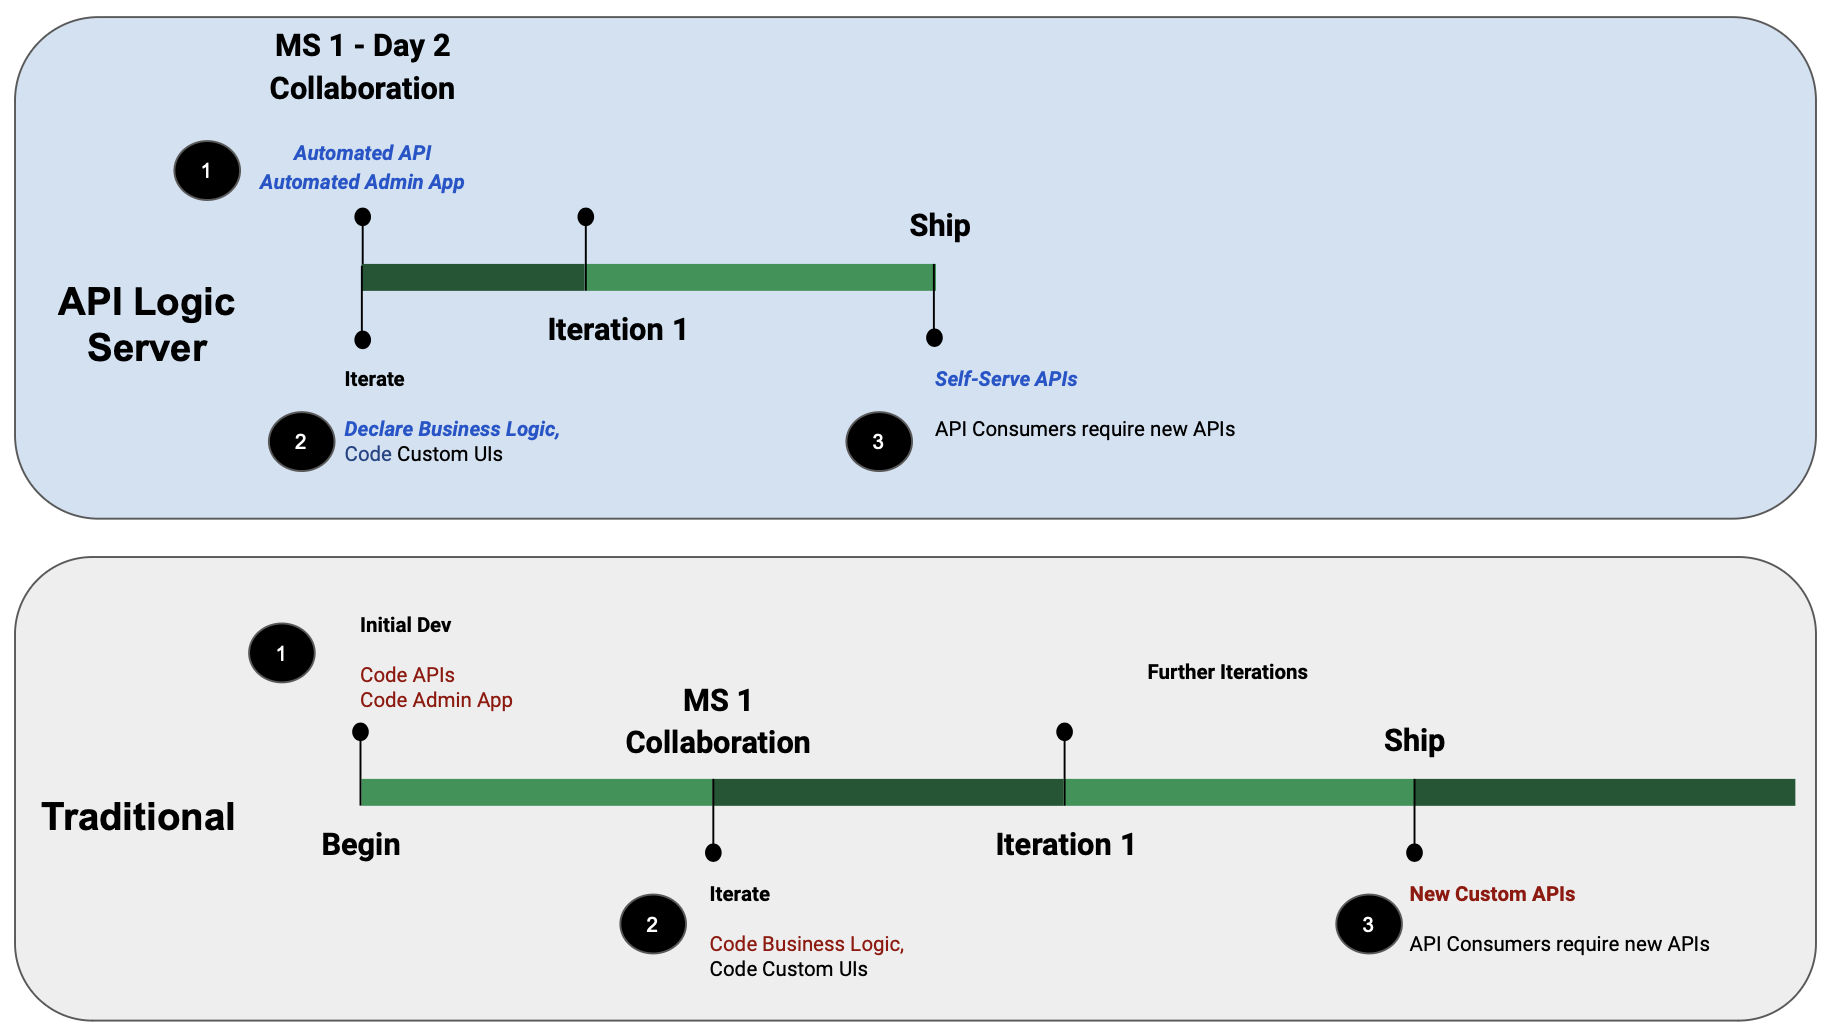 MS 1 - Day 2
Collaboration
1
Automated API
Automated Admin App
Ship
API Logic
Server
Iteration 1
Iterate
Self-Serve APIs
2
Declare Business Logic,
Code Custom UIs
3
API Consumers require new APIs
1
Initial Dev
Code APIs
Code Admin App
MS 1
Collaboration
Further Iterations
Ship
Traditional
Begin
Iteration 1
2
Iterate
Code Business Logic,
Code Custom UIs
3
New Custom APIs
API Consumers require new APIs